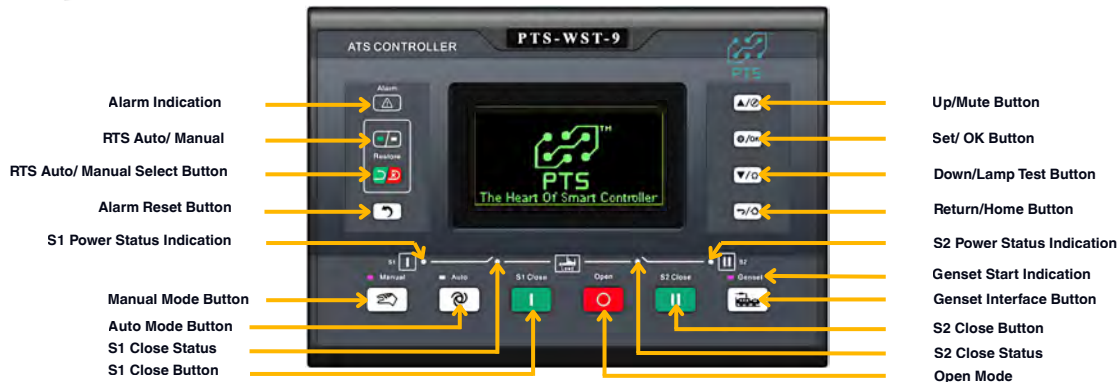 PTS-WST-9
ATS CONTROLLER
PTS
Alarm
Alarm Indication
Up/Mute Button
RTS Auto/ Manual
/OK
Set/ OK Button
Restore
TM
RTS Auto/ Manual Select Button
PTS
Down/Lamp Test Button
The Heart Of Smart Controller
Alarm Reset Button
Return/Home Button
S1 Power Status Indication
S2 Power Status Indication
S1 I
Load
II S2
Manual
Auto
S1 Close
Open
S2 Close
Genset
Genset Start Indication
Manual Mode Button
I
O
II
Genset Interface Button
Auto Mode Button
S2 Close Button
S1 Close Status
S2 Close Status
S1 Close Button
Open Mode